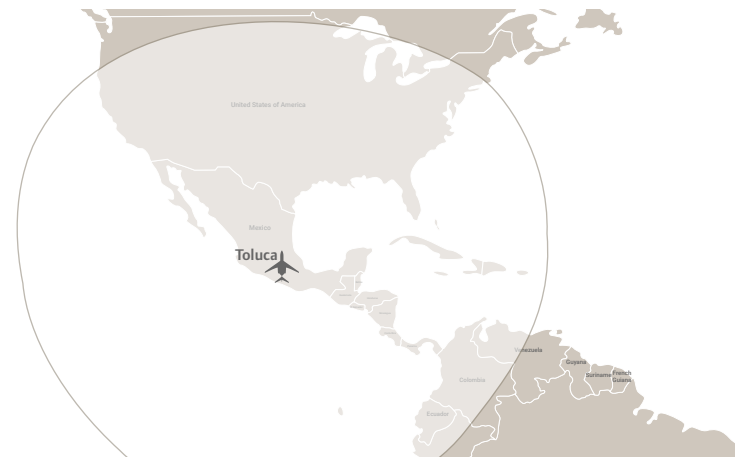 United States of America
Mexico
Toluca
Venezuela
Guyana
Suriname
French
Guiana
Colombia
Ecuador